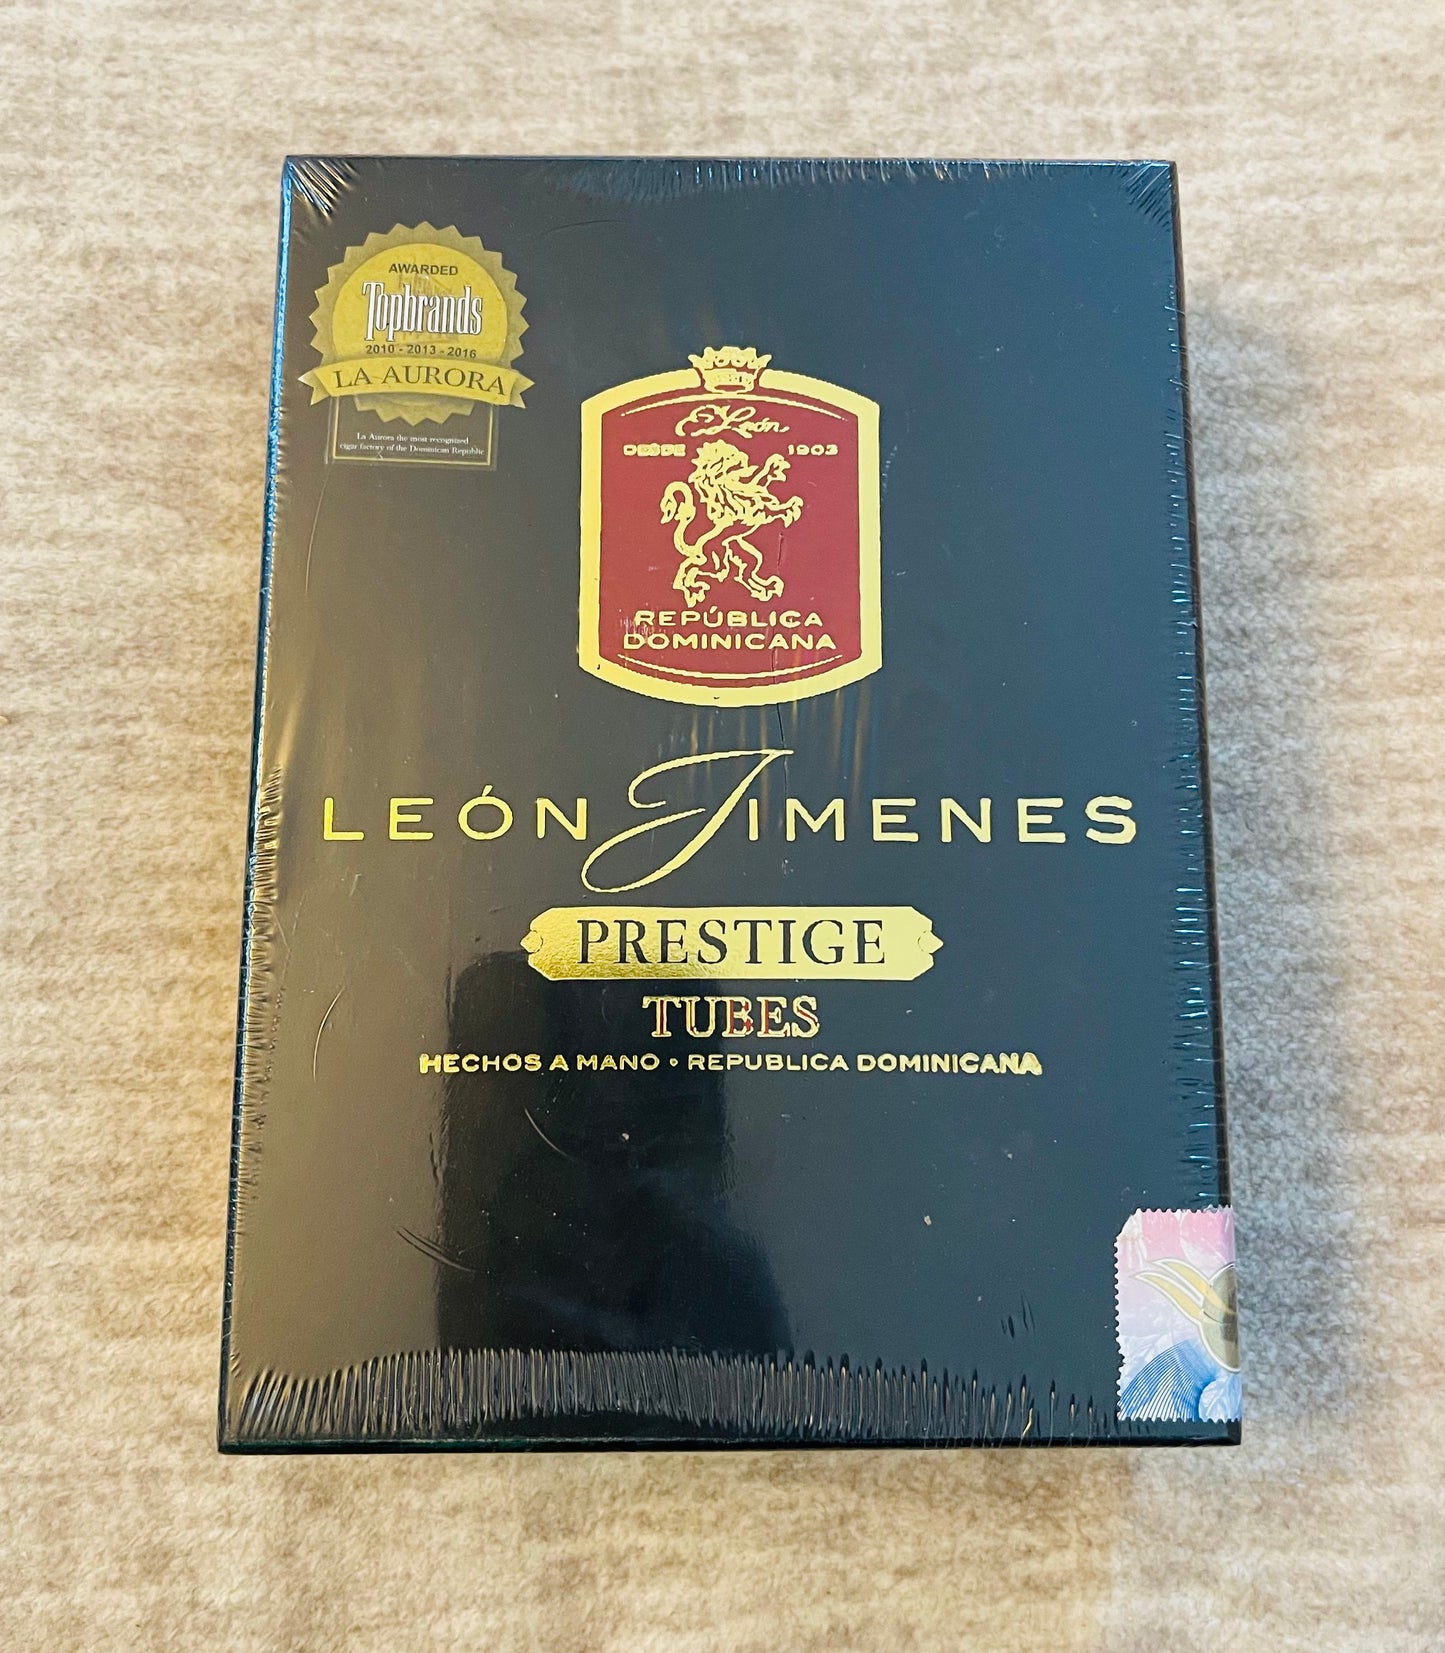 AWARDED
Topbrands
2010 - 2013 - 2016
LA AURORA
La Aurora the most recognized
cigar factory of the Dominican Republic
E. León
DESDE 1903
REPÚBLICA
DOMINICANA
LEÓN JIMENES
PRESTIGE
TUBES
HECHOS A MANO • REPUBLICA DOMINICANA